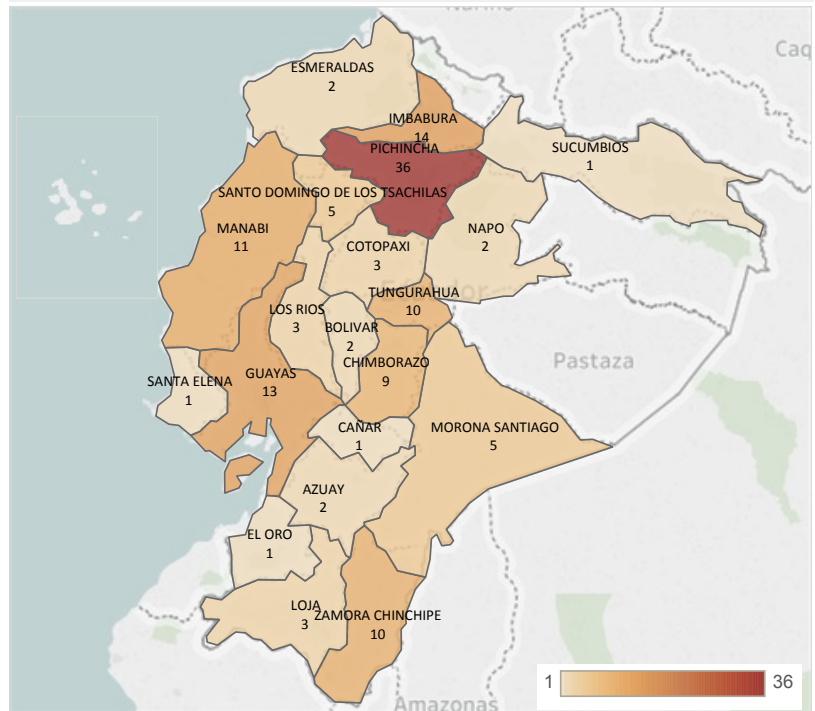 Nariño
Caq
ESMERALDAS
2
IMBABURA
14
PICHINCHA
36
SUCUMBIOS
1
SANTO DOMINGO DE LOS TSACHILAS
5
MANABI
11
NAPO
2
COTOPAXI
3
Ecuador
TUNGURAHUA
10
LOS RIOS
3
BOLIVAR
2
CHIMBORAZO
9
Pastaza
SANTA ELENA
1
GUAYAS
13
CAÑAR
1
MORONA SANTIAGO
5
AZUAY
2
EL ORO
1
LOJA
3
ZAMORA CHINCHIPE
10
1 36
Amazonas